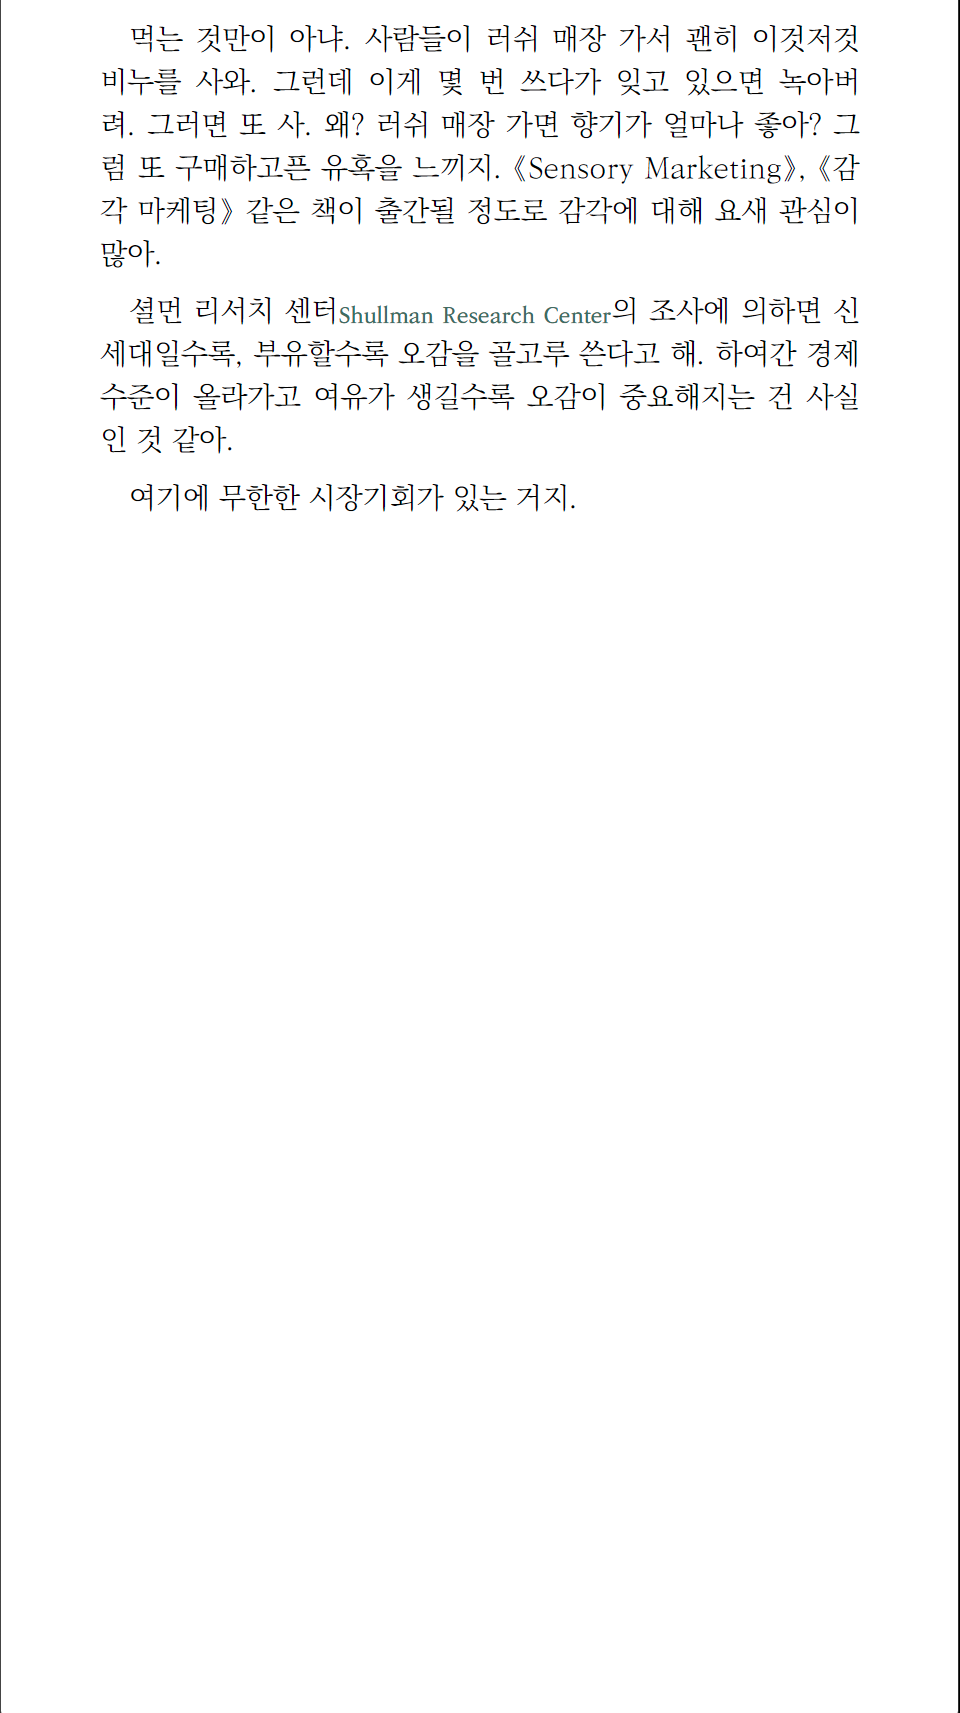 먹는 것만이 아냐. 사람들이 러쉬 매장 가서 괜히 이것저것
비누를 사와. 그런데 이게 몇 번 쓰다가 잊고 있으면 녹아버
려. 그러면 또 사. 왜? 러쉬 매장 가면 향기가 얼마나 좋아? 그
럼 또 구매하고픈 유혹을 느끼지. 《Sensory Marketing》, 《감
각 마케팅》 같은 책이 출간될 정도로 감각에 대해 요새 관심이
많아.
셜먼 리서치 센터Shullman Research Center의 조사에 의하면 신
세대일수록, 부유할수록 오감을 골고루 쓴다고 해. 하여간 경제
수준이 올라가고 여유가 생길수록 오감이 중요해지는 건 사실
인 것 같아.
여기에 무한한 시장기회가 있는 거지.